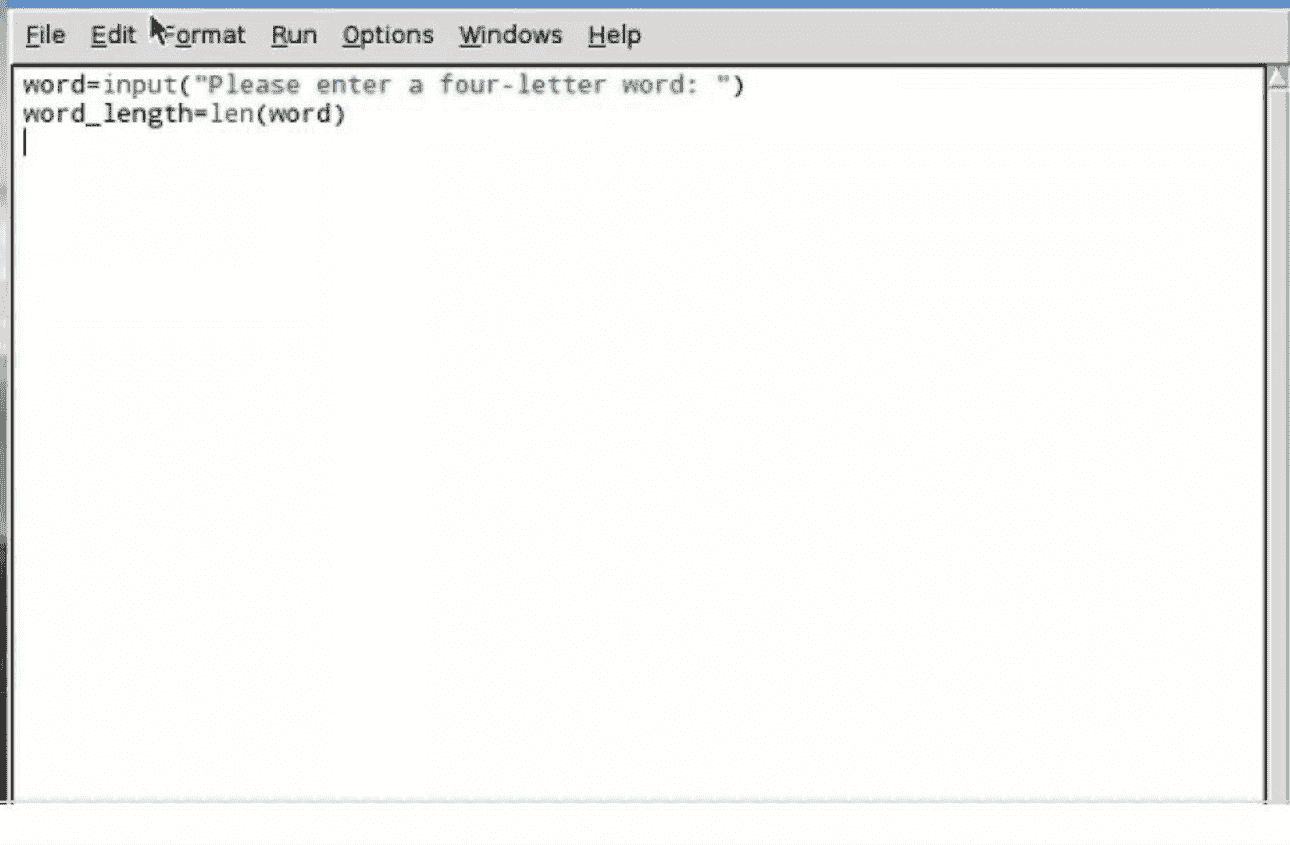 File Edit Format Run Options Windows Help
word=input("Please enter a four-letter word: ")
word_length=len(word)